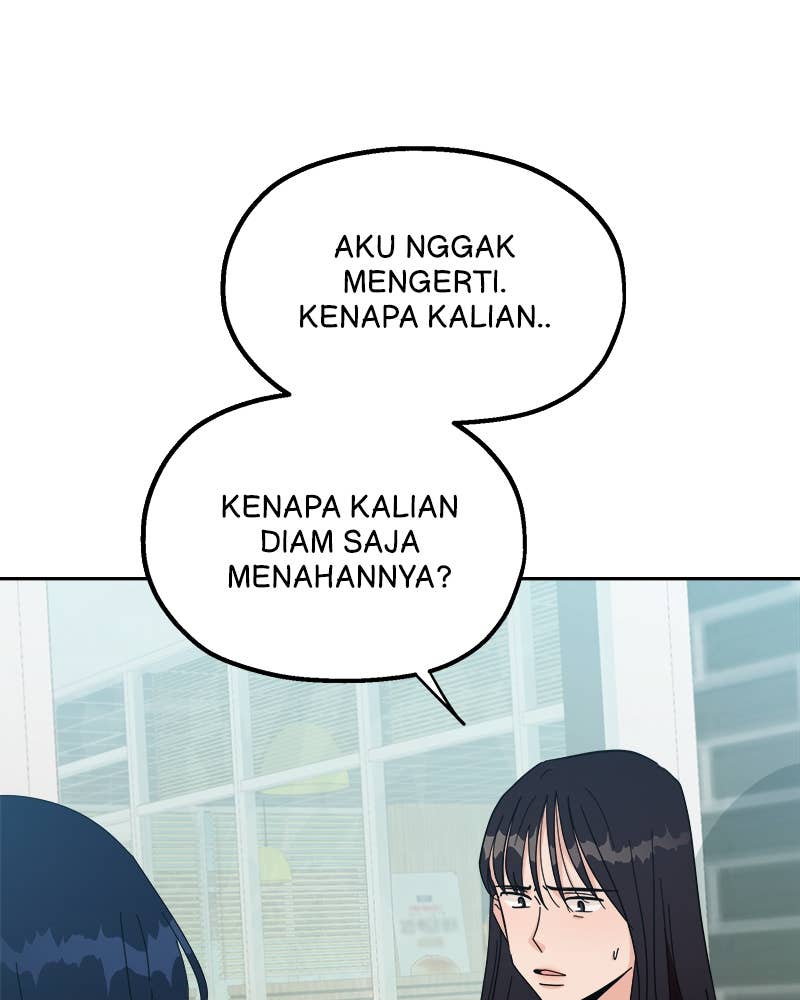 AKU NGGAK
MENGERTI.
KENAPA KALIAN..
KENAPA KALIAN
DIAM SAJA
MENAHANNYA?